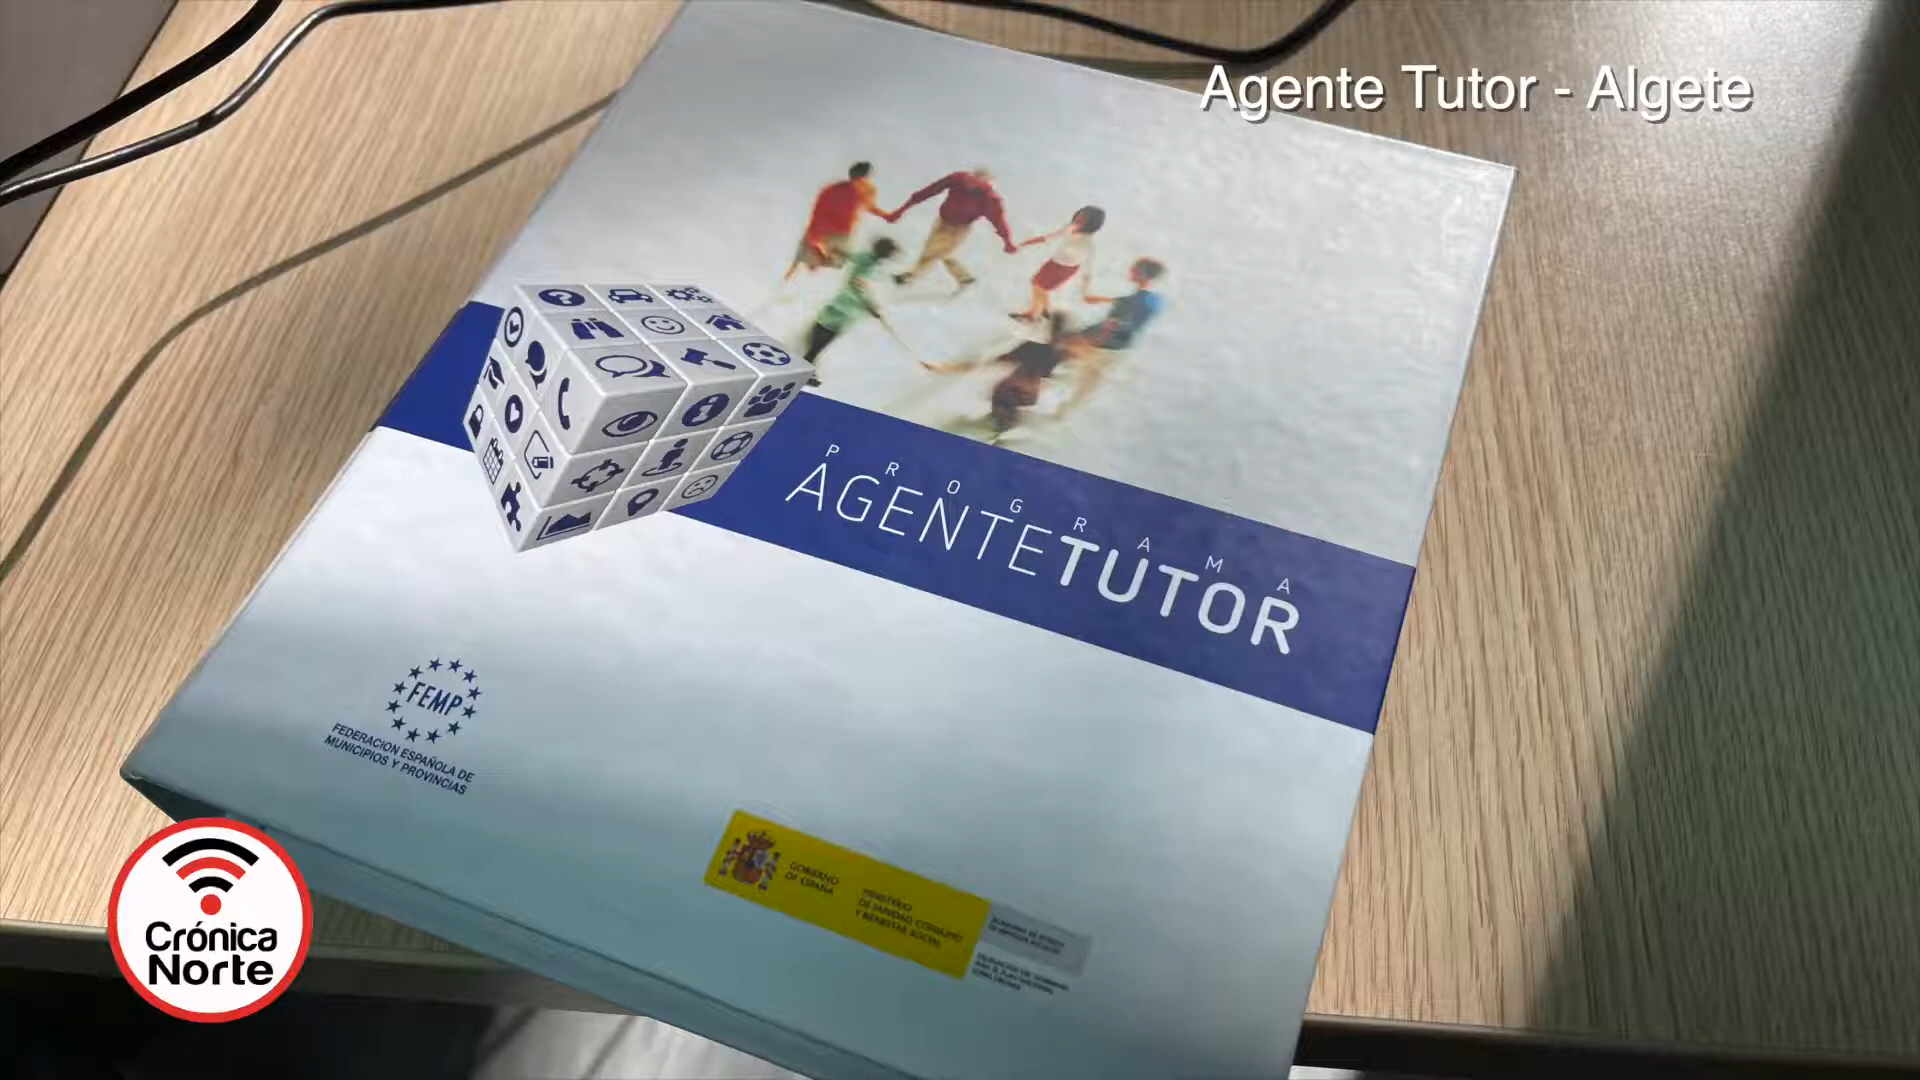 Agente Tutor - Algete
PROGRAMA
AGENTETUTOR
FEMP
FEDERACION ESPAÑOLA DE
MUNICIPIOS Y PROVINCIAS
GOBIERNO
DE ESPAÑA
MINISTERIO
DE SANIDAD, CONSUMO
Y BIENESTAR SOCIAL
Crónica
Norte